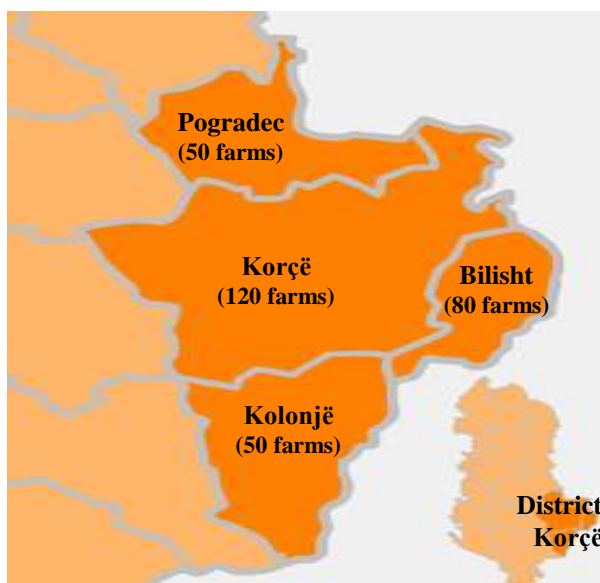 Pogradec
(50 farms)
Korçë
(120 farms)
Bilisht
(80 farms)
Kolonjë
(50 farms)
District
Korçë